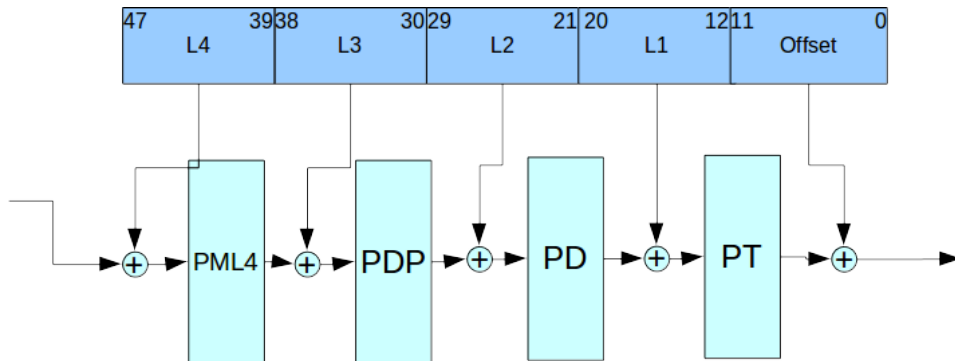 47 39 38 30 29 21 20 12 11 0
L4 L3 L2 L1 Offset
PML4 PDP PD PT
+ + + + +